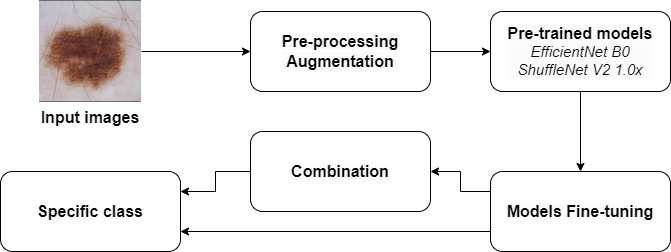 Input images
Pre-processing
Augmentation
Pre-trained models
EfficientNet B0
ShuffleNet V2 1.0x
Models Fine-tuning
Combination
Specific class